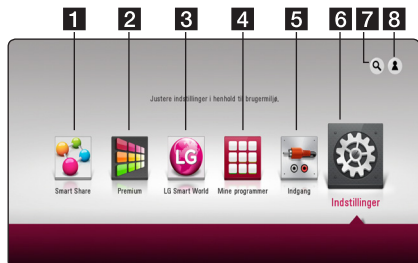 1 2 3 4 5 6 7 8
Justere indstillinger i henhold til brugermiljø.
LG
Smart Share Premium LG Smart World Mine programmer Indgang
Indstillinger